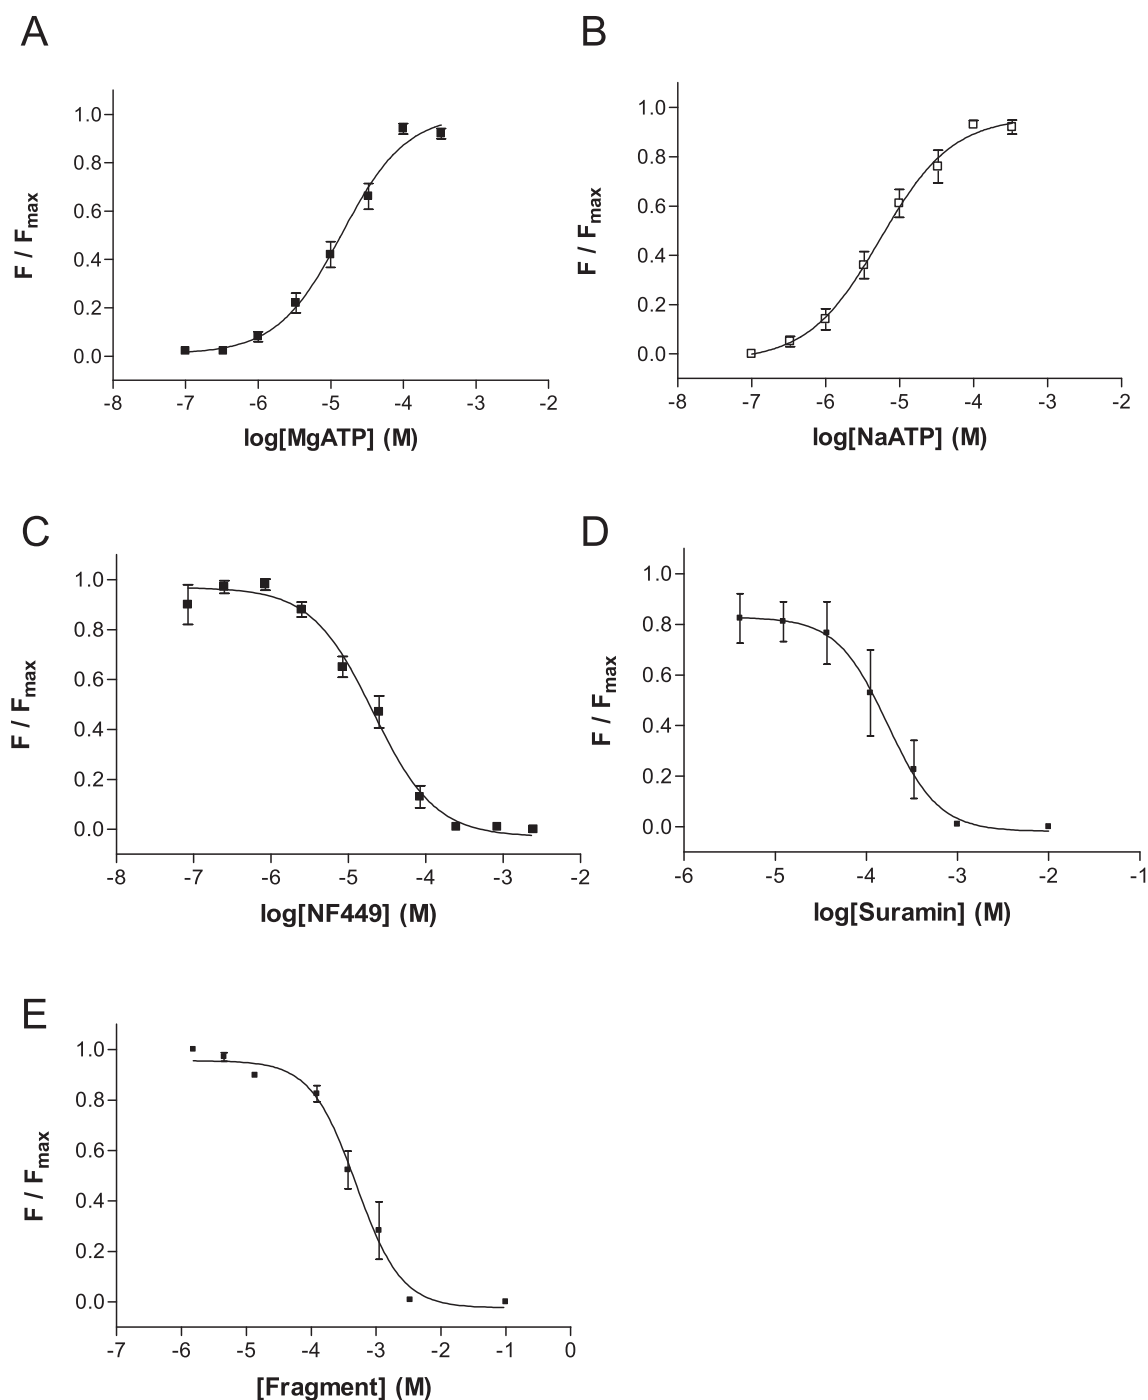 A
1.0
0.8
0.6
0.4
0.2
0.0
F / Fmax
-8 -7 -6 -5 -4 -3 -2
log[MgATP] (M)
B
1.0
0.8
0.6
0.4
0.2
0.0
F / Fmax
-8 -7 -6 -5 -4 -3 -2
log[NaATP] (M)
C
1.0
0.8
0.6
0.4
0.2
0.0
F / Fmax
-8 -7 -6 -5 -4 -3 -2
log[NF449] (M)
D
1.0
0.8
0.6
0.4
0.2
0.0
F / Fmax
-6 -5 -4 -3 -2 -1
log[Suramin] (M)
E
1.0
0.8
0.6
0.4
0.2
0.0
F / Fmax
-7 -6 -5 -4 -3 -2 -1 0
[Fragment] (M)